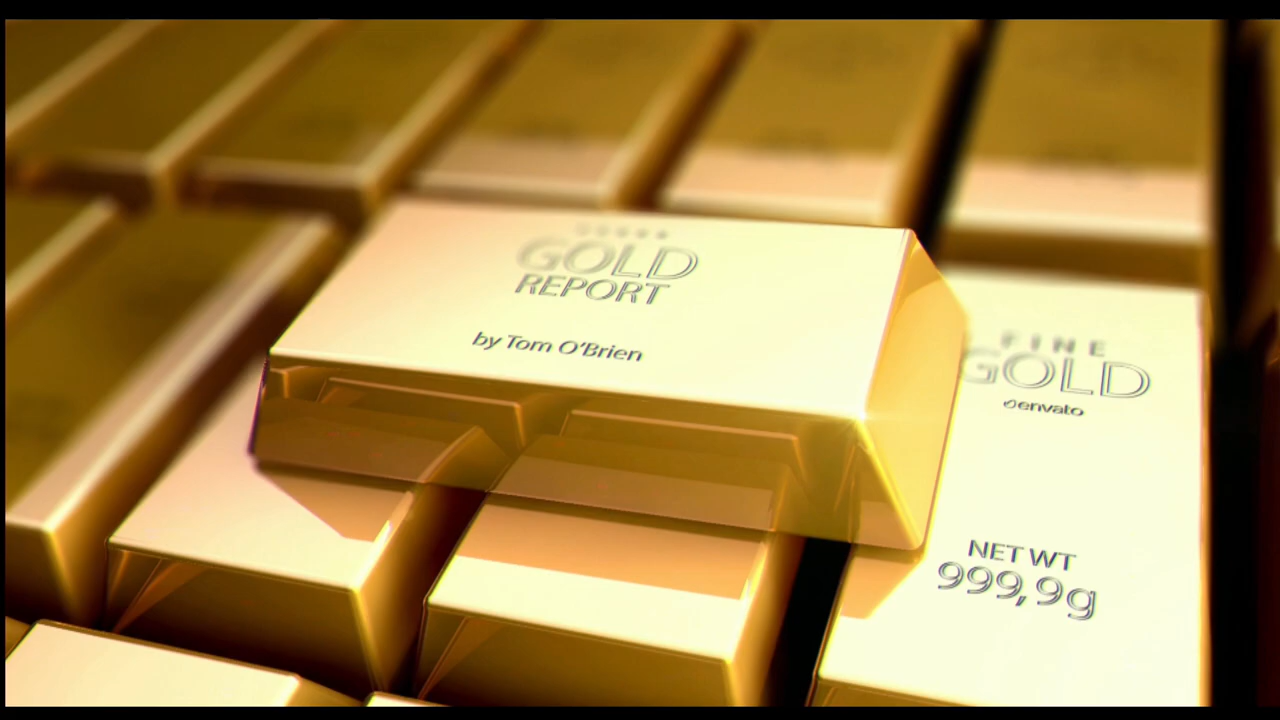 GOLD
REPORT
by Tom O'Brien
FINE
GOLD
envato
NET WT
999,9g